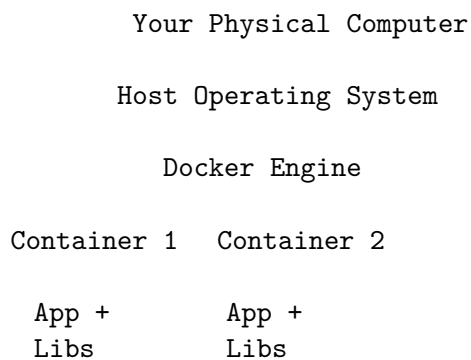 Your Physical Computer
Host Operating System
Docker Engine
Container 1 Container 2
App + App +
Libs Libs